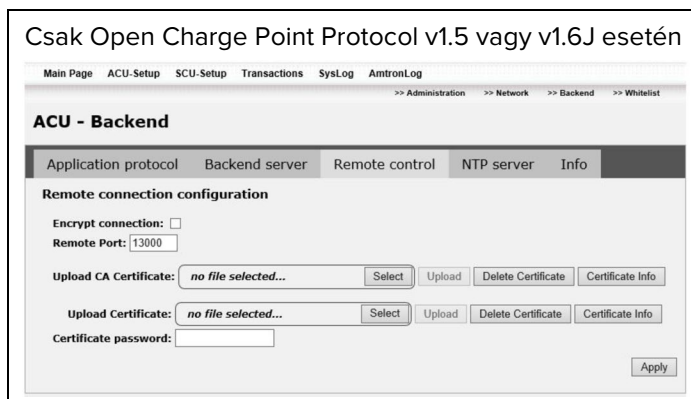 Csak Open Charge Point Protocol v1.5 vagy v1.6J esetén
Main Page ACU-Setup SCU-Setup Transactions SysLog AmtronLog
>> Administration >> Network >> Backend >> Whitelist
ACU - Backend
Application protocol Backend server Remote control NTP server Info
Remote connection configuration
Encrypt connection:
Remote Port: 13000
Upload CA Certificate: no file selected... Select Upload Delete Certificate Certificate Info
Upload Certificate: no file selected... Select Upload Delete Certificate Certificate Info
Certificate password:
Apply